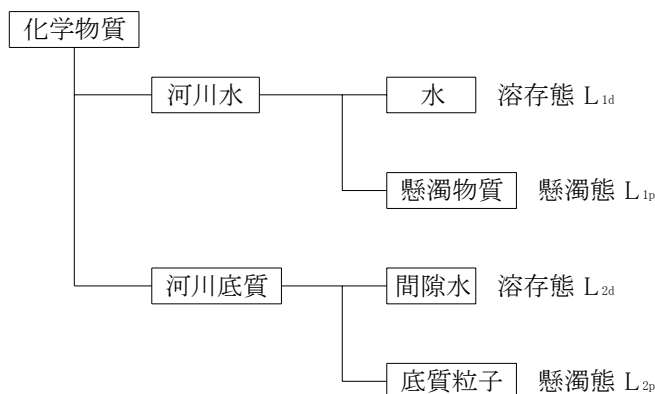 化学物質
河川水 水 溶存態 L1d
懸濁物質 懸濁態 L1p
河川底質 間隙水 溶存態 L2d
底質粒子 懸濁態 L2p